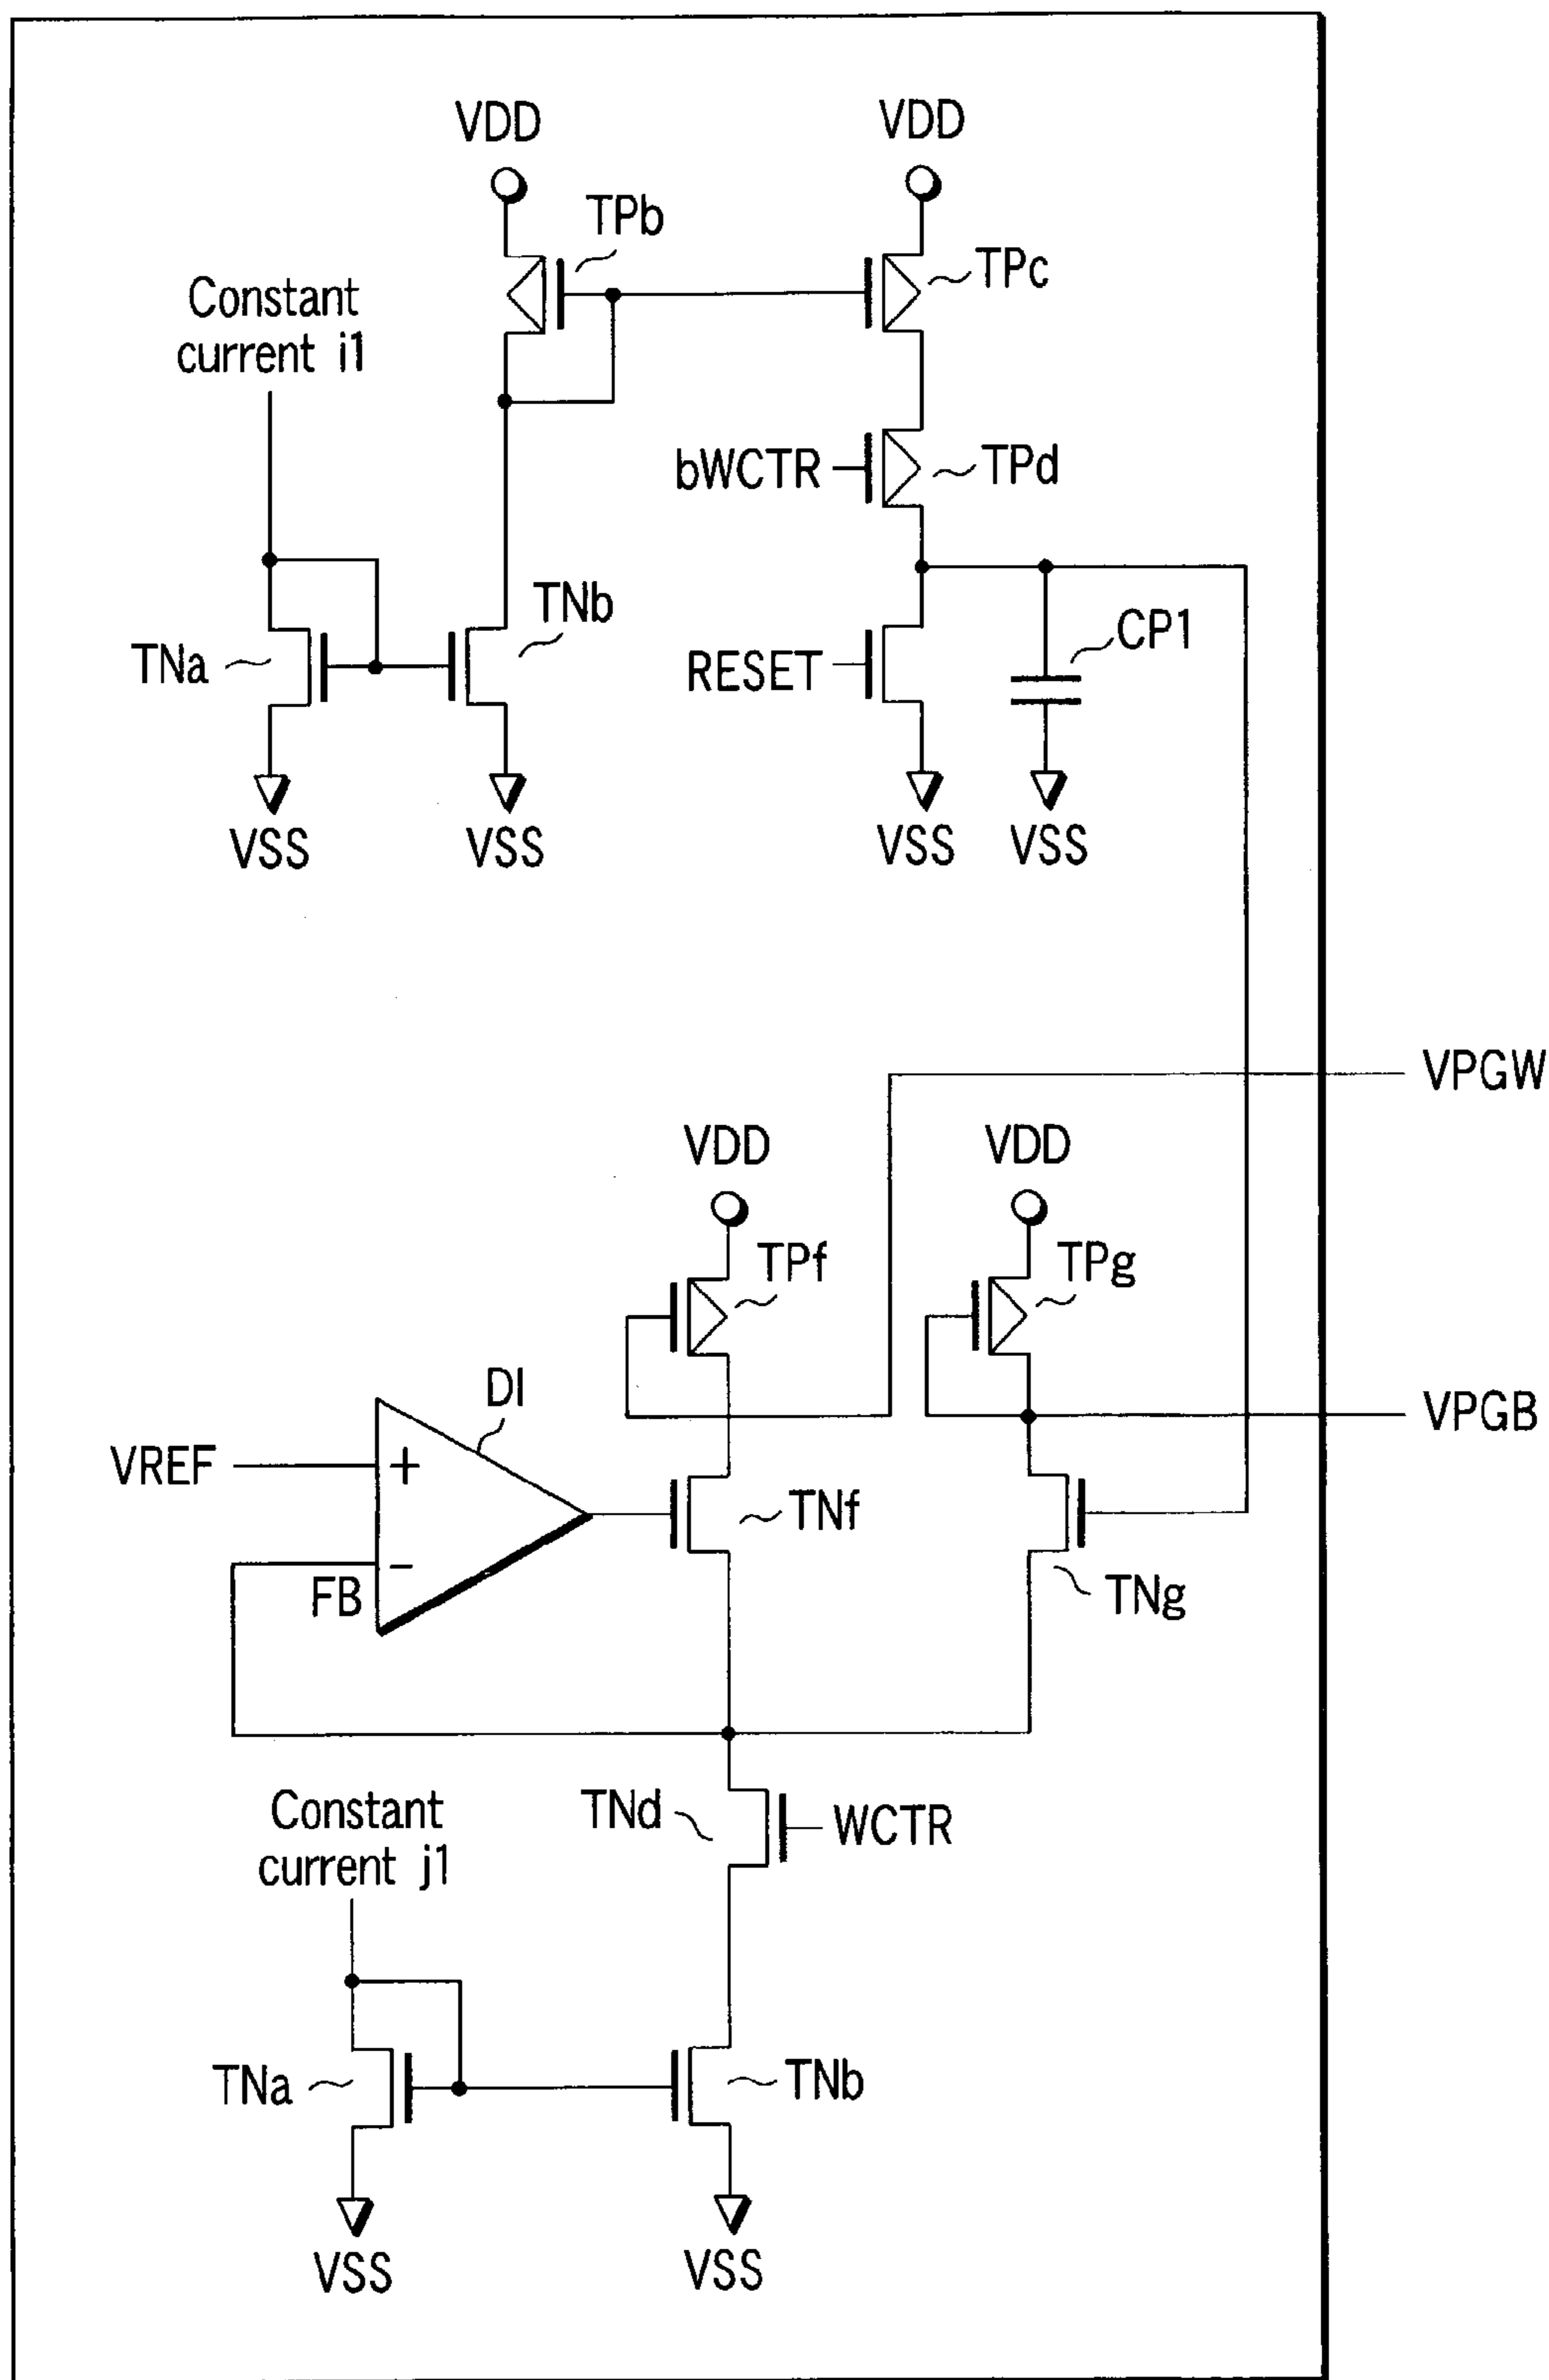 VDD
VDD
TPb
TPc
Constant
current i1
bWCTR
TPd
TNb
TNa
RESET
CP1
VSS
VSS
VSS
VSS
VPGW
VDD
VDD
TPf
TPg
DI
VPGB
VREF
+
TNf
-
FB
TNg
Constant
current j1
TNd
WCTR
TNa
TNb
VSS
VSS